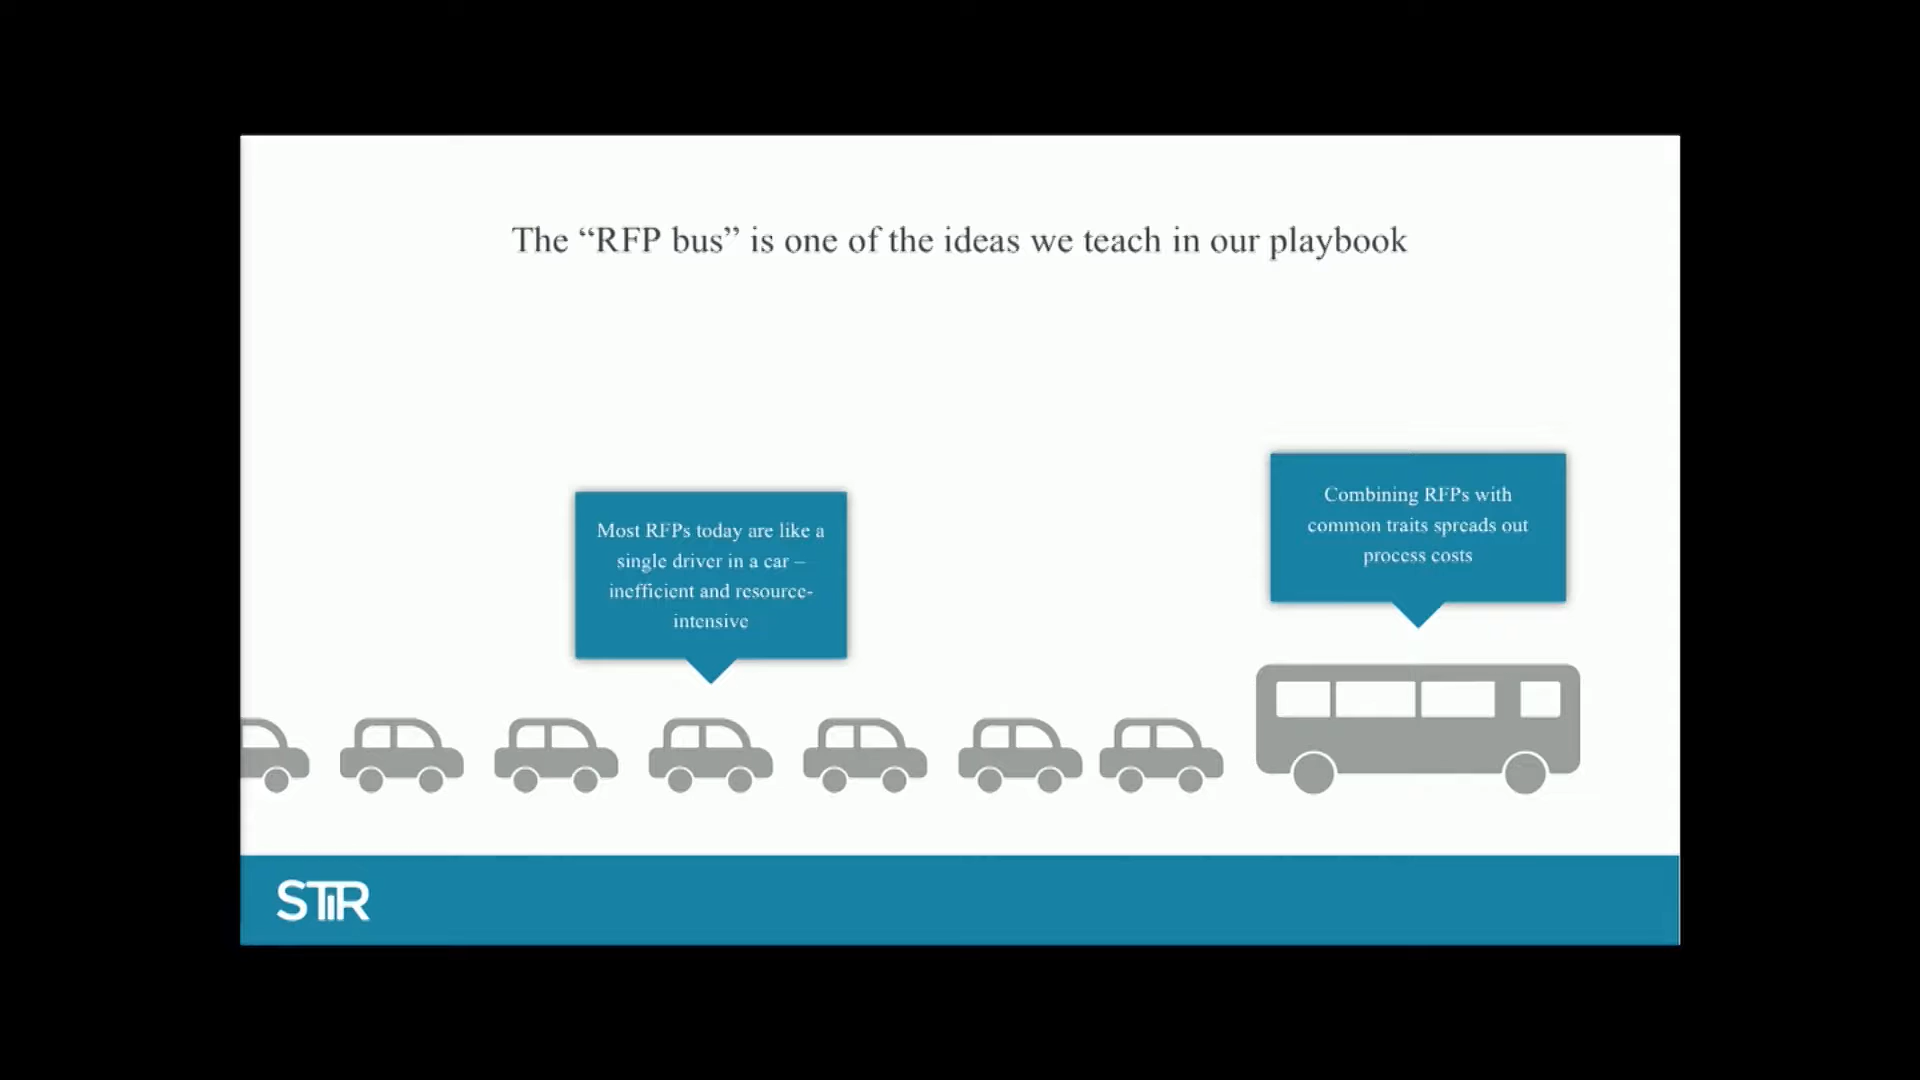 The “RFP bus” is one of the ideas we teach in our playbook
Most RFPs today are like a
single driver in a car –
inefficient and resource-
intensive
Combining RFPs with
common traits spreads out
process costs
STiR